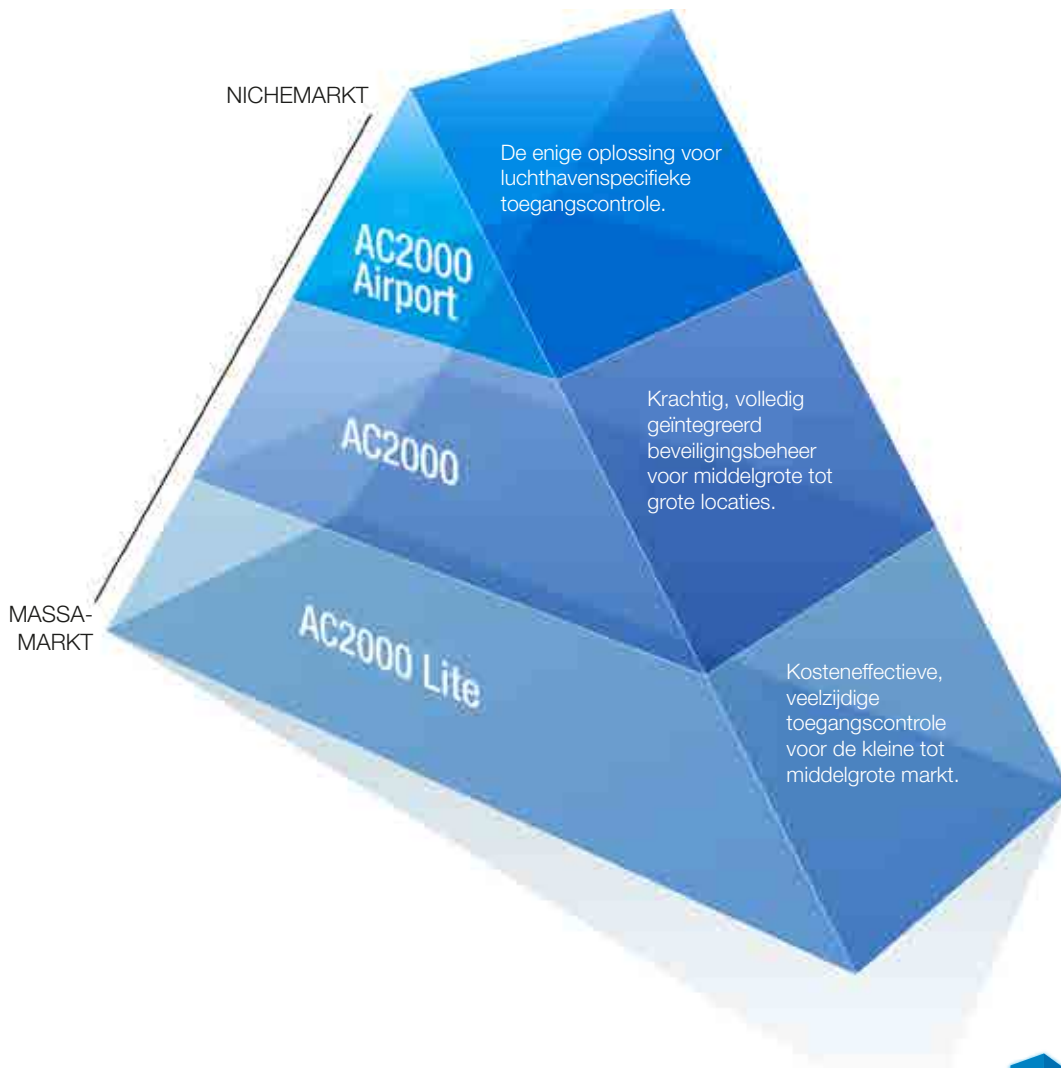 NICHEMARKT
De enige oplossing voor
luchthavenspecifieke
toegangscontrole.
AC2000
Airport
Krachtig, volledig
geïntegreerd
beveiligingsbeheer
voor middelgrote tot
grote locaties.
AC2000
MASSA-
MARKT
AC2000 Lite
Kosteneffectieve,
veelzijdige
toegangscontrole
voor de kleine tot
middelgrote markt.